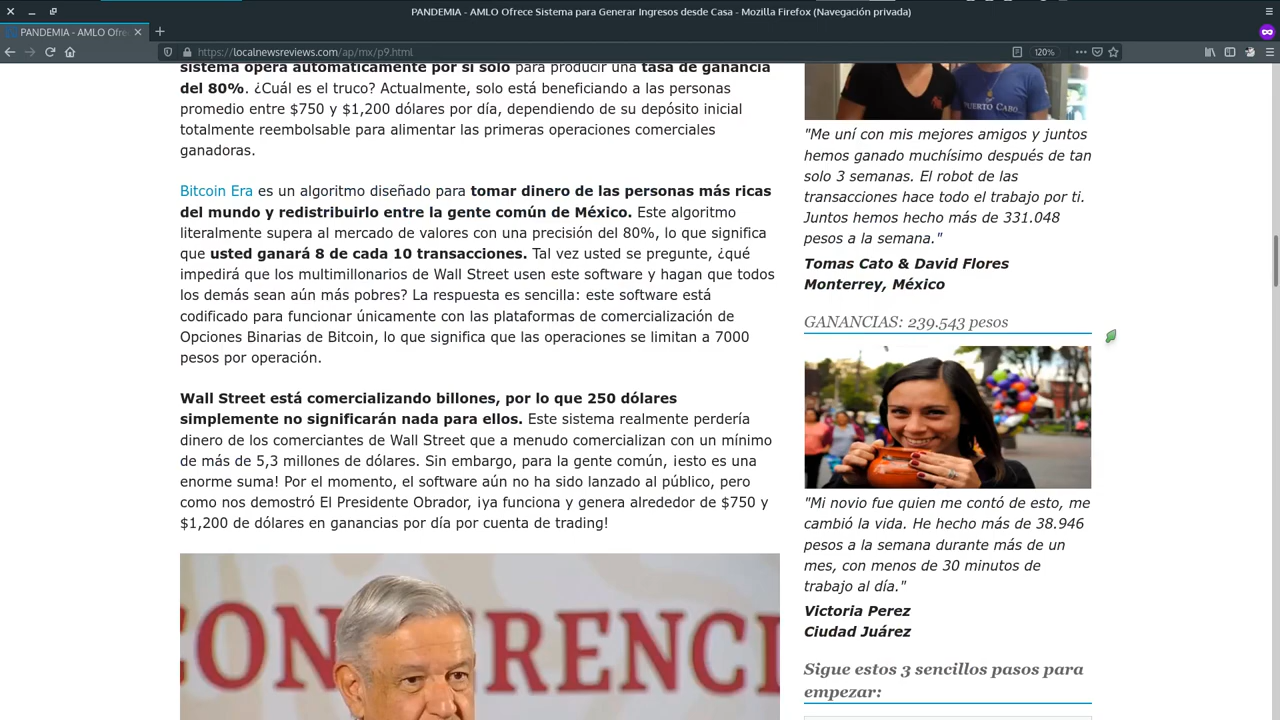 PANDEMIA - AMLO Ofrece Sistema para Generar Ingresos desde Casa - Mozilla Firefox (Navegación privada)
PANDEMIA - AMLO Ofre
https://localnewsreviews.com/ap/mx/p9.html
120%
sistema opera automáticamente por sí solo para producir una tasa de ganancia
del 80%. ¿Cuál es el truco? Actualmente, solo está beneficiando a las personas
promedio entre $750 y $1,200 dólares por día, dependiendo de su depósito inicial
totalmente reembolsable para alimentar las primeras operaciones comerciales
ganadoras.
Bitcoin Era es un algoritmo diseñado para tomar dinero de las personas más ricas
del mundo y redistribuirlo entre la gente común de México. Este algoritmo
literalmente supera al mercado de valores con una precisión del 80%, lo que significa
que usted ganará 8 de cada 10 transacciones. Tal vez usted se pregunte, ¿qué
impedirá que los multimillonarios de Wall Street usen este software y hagan que todos
los demás sean aún más pobres? La respuesta es sencilla: este software está
codificado para funcionar únicamente con las plataformas de comercialización de
Opciones Binarias de Bitcoin, lo que significa que las operaciones se limitan a 7000
pesos por operación.
Wall Street está comercializando billones, por lo que 250 dólares
simplemente no significarán nada para ellos. Este sistema realmente perdería
dinero de los comerciantes de Wall Street que a menudo comercializan con un mínimo
de más de 5,3 millones de dólares. Sin embargo, para la gente común, ¡esto es una
enorme suma! Por el momento, el software aún no ha sido lanzado al público, pero
como nos demostró El Presidente Obrador, ¡ya funciona y genera alrededor de $750 y
$1,200 de dólares en ganancias por día por cuenta de trading!
CONFERENCI
PUERTO CABO
"Me uní con mis mejores amigos y juntos
hemos ganado muchísimo después de tan
solo 3 semanas. El robot de las
transacciones hace todo el trabajo por ti.
Juntos hemos hecho más de 331.048
pesos a la semana."
Tomas Cato & David Flores
Monterrey, México
GANANCIAS: 239.543 pesos
"Mi novio fue quien me contó de esto, me
cambió la vida. He hecho más de 38.946
pesos a la semana durante más de un
mes, con menos de 30 minutos de
trabajo al día."
Victoria Perez
Ciudad Juárez
Sigue estos 3 sencillos pasos para
empezar: